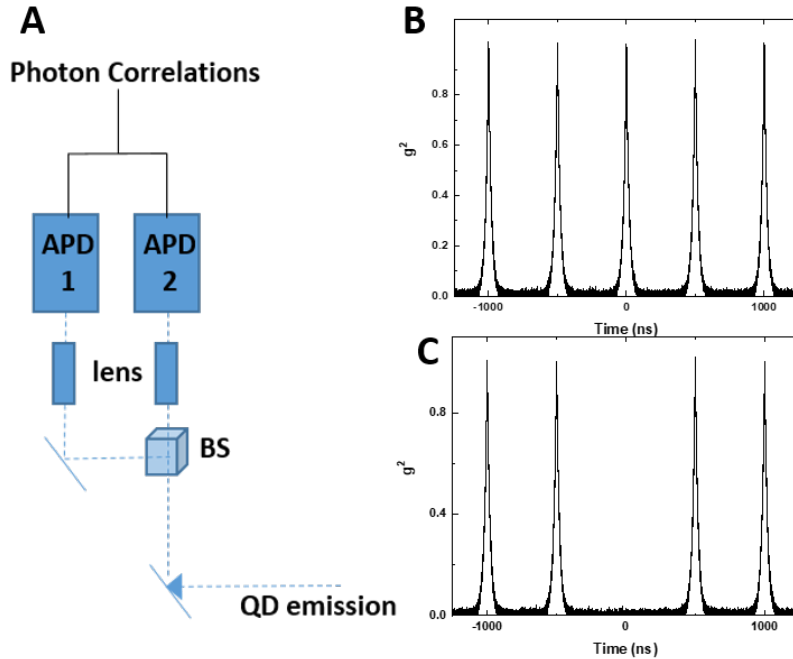 A
Photon Correlations
APD
1
APD
2
lens
BS
QD emission
B
g²
0.8
0.6
0.4
0.2
0.0
-1000
0
1000
Time (ns)
C
g²
0.8
0.4
0.0
-1000
0
1000
Time (ns)